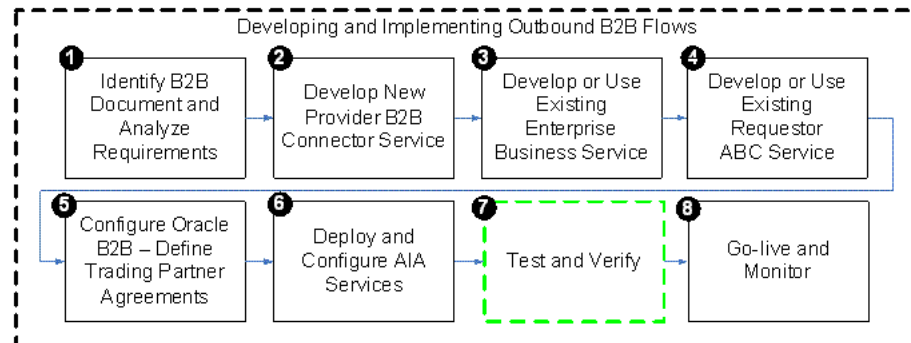 Developing and Implementing Outbound B2B Flows
1
Identify B2B
Document and
Analyze
Requirements
2
Develop New
Provider B2B
Connector Service
3
Develop or Use
Existing
Enterprise
Business Service
4
Develop or Use
Existing
Requestor
ABC Service
5
Configure Oracle
B2B – Define
Trading Partner
Agreements
6
Deploy and
Configure AIA
Services
7
Test and Verify
8
Go-live and
Monitor